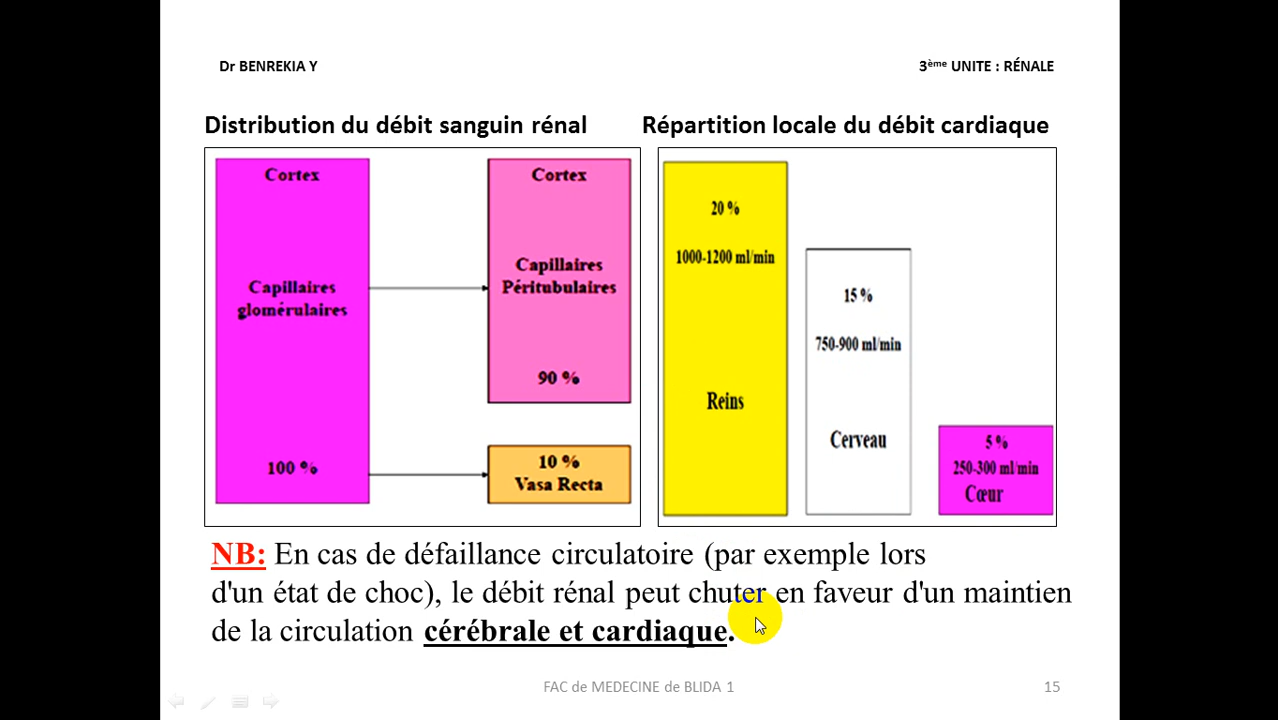 Dr BENREKIA Y
3ème UNITE : RÉNALE
Distribution du débit sanguin rénal
Répartition locale du débit cardiaque
Cortex
Capillaires
glomérulaires
100 %
Cortex
Capillaires
Péritubulaires
90 %
10 %
Vasa Recta
20 %
1000-1200 ml/min
Reins
15 %
750-900 ml/min
Cerveau
5 %
250-300 ml/min
Cœur
NB: En cas de défaillance circulatoire (par exemple lors
d'un état de choc), le débit rénal peut chuter en faveur d'un maintien
de la circulation cérébrale et cardiaque.
FAC de MEDECINE de BLIDA 1
15